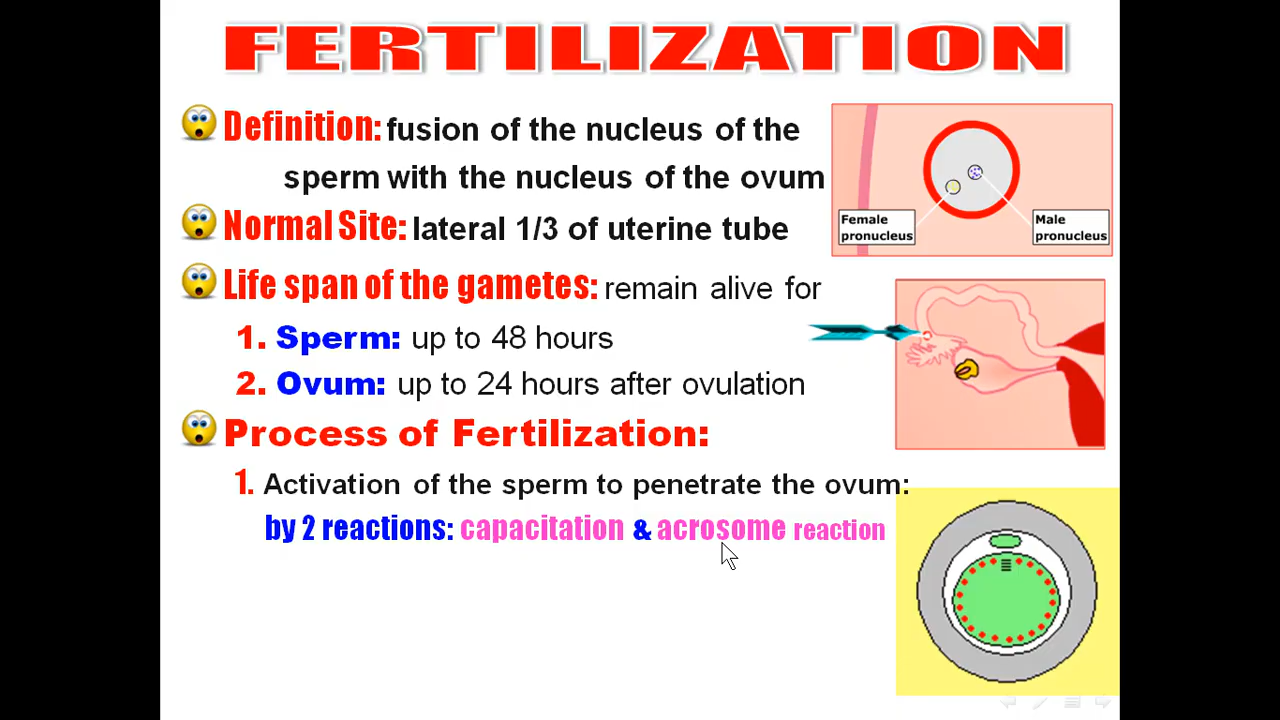 FERTILIZATION
Definition: fusion of the nucleus of the
sperm with the nucleus of the ovum
Normal Site: lateral 1/3 of uterine tube
Life span of the gametes: remain alive for
1. Sperm: up to 48 hours
2. Ovum: up to 24 hours after ovulation
Process of Fertilization:
1. Activation of the sperm to penetrate the ovum:
by 2 reactions: capacitation & acrosome reaction
Female
pronucleus
Male
pronucleus